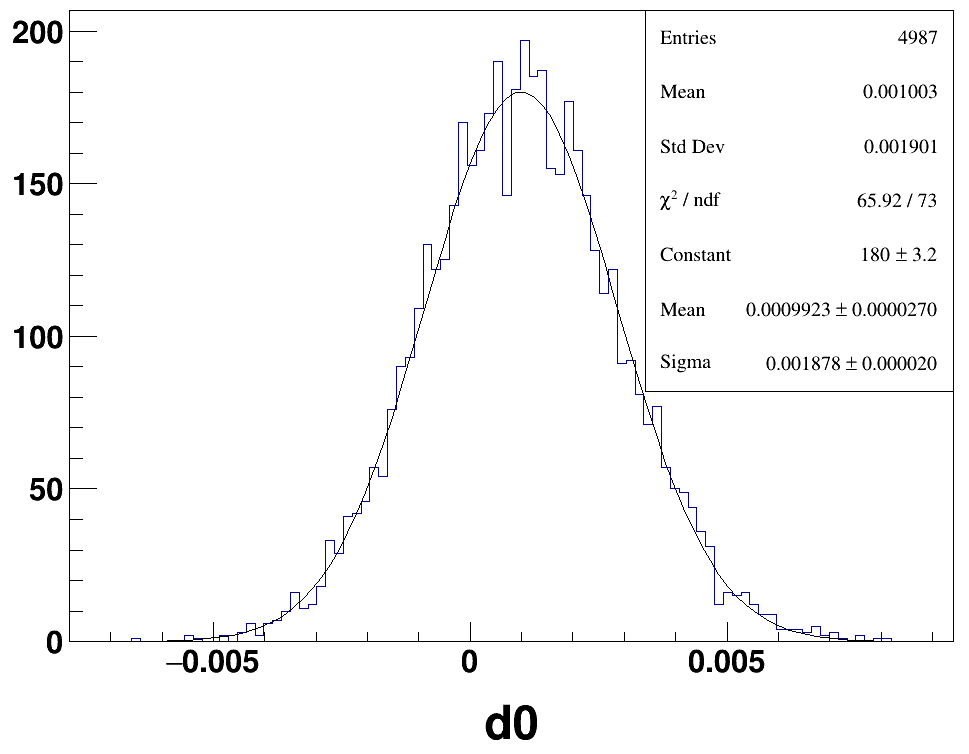 200
150
100
50
0
−0.005
0
0.005
d0
Entries 4987
Mean 0.001003
Std Dev 0.001901
χ² / ndf 65.92 / 73
Constant 180 ± 3.2
Mean 0.0009923 ± 0.0000270
Sigma 0.001878 ± 0.000020